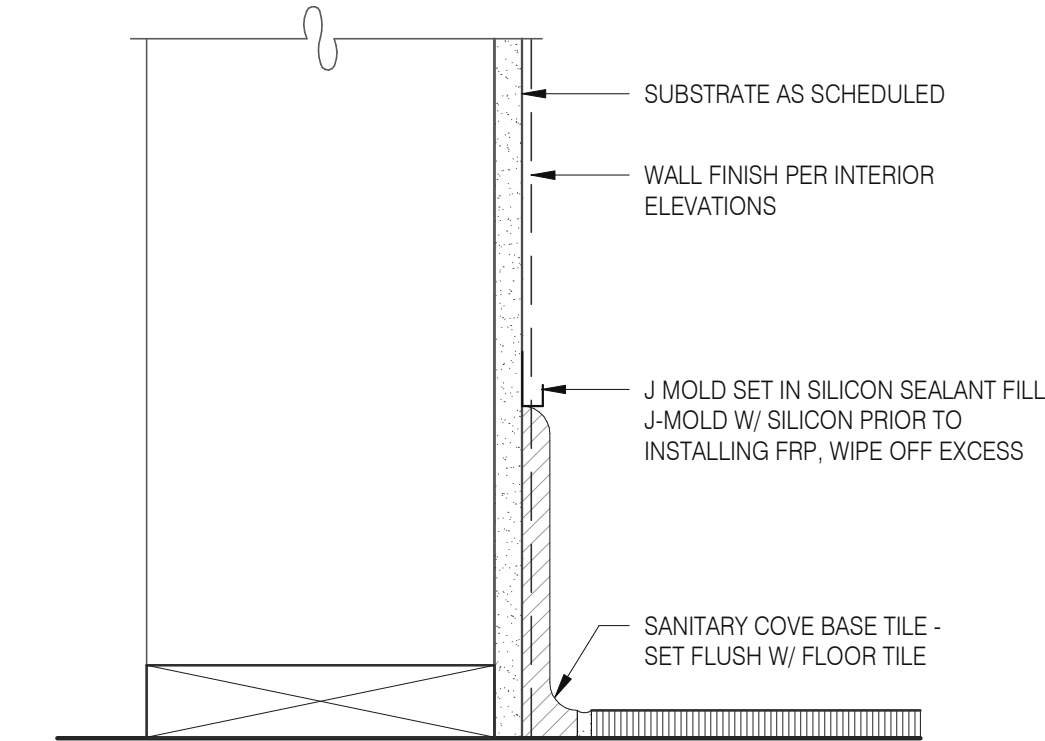 SUBSTRATE AS SCHEDULED
WALL FINISH PER INTERIOR
ELEVATIONS
J MOLD SET IN SILICON SEALANT FILL
J-MOLD W/ SILICON PRIOR TO
INSTALLING FRP, WIPE OFF EXCESS
SANITARY COVE BASE TILE -
SET FLUSH W/ FLOOR TILE